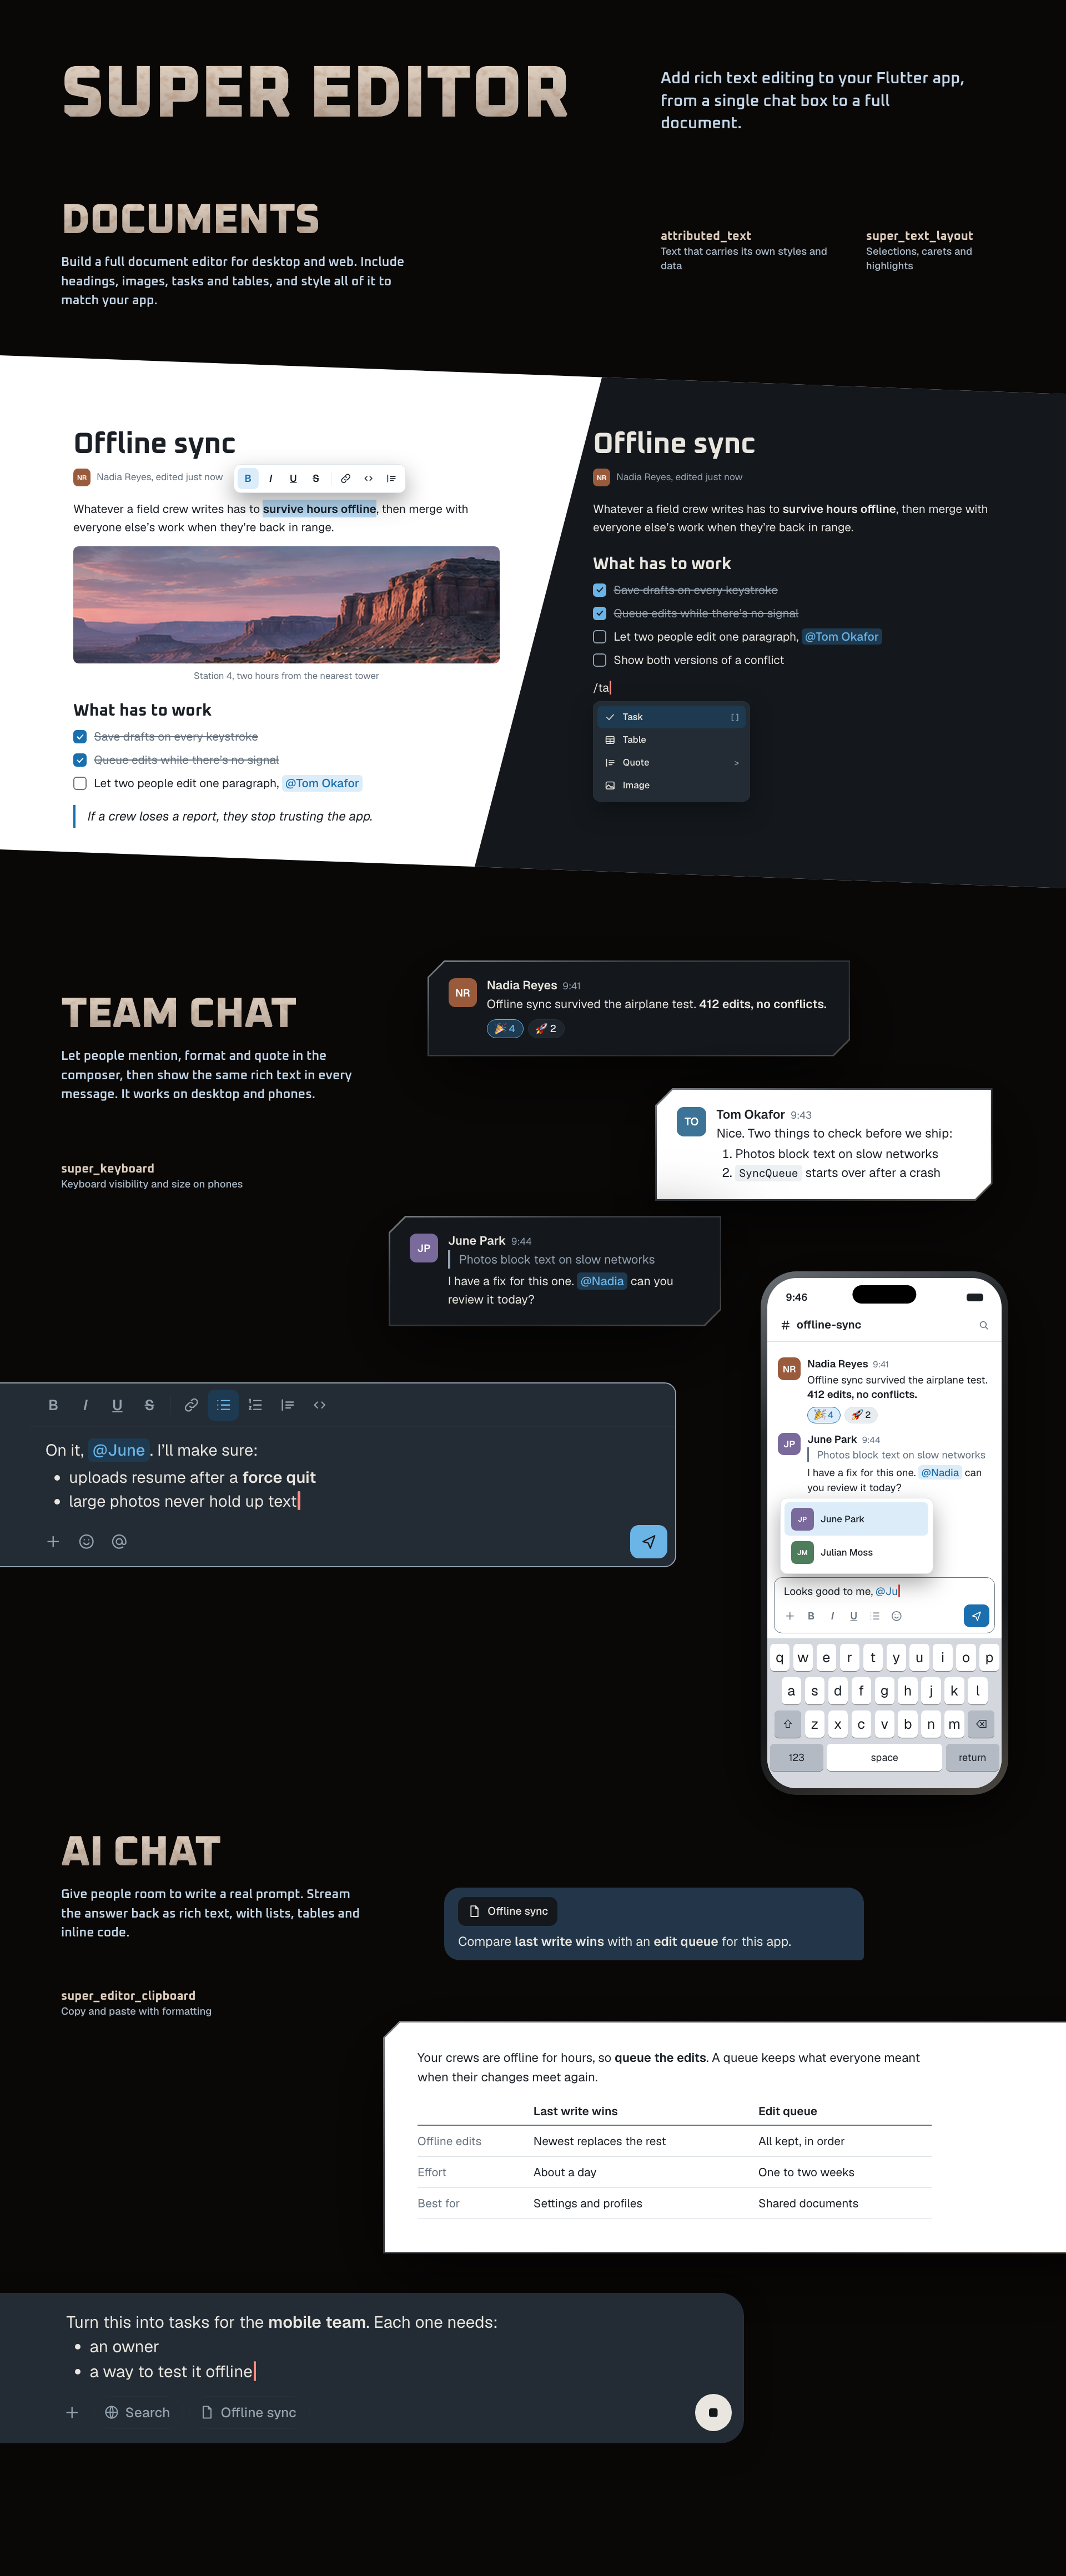 SUPER EDITOR
Add rich text editing to your Flutter app,
from a single chat box to a full
document.
DOCUMENTS
Build a full document editor for desktop and web. Include
headings, images, tasks and tables, and style all of it to
match your app.
attributed_text
Text that carries its own styles and
data
super_text_layout
Selections, carets and
highlights
Offline sync
NR Nadia Reyes, edited just now
B I U S
Whatever a field crew writes has to survive hours offline, then merge with
everyone else’s work when they’re back in range.
Station 4, two hours from the nearest tower
What has to work
Save drafts on every keystroke
Queue edits while there’s no signal
Let two people edit one paragraph, @Tom Okafor
If a crew loses a report, they stop trusting the app.
Offline sync
NR Nadia Reyes, edited just now
Whatever a field crew writes has to survive hours offline, then merge with
everyone else’s work when they’re back in range.
What has to work
Save drafts on every keystroke
Queue edits while there’s no signal
Let two people edit one paragraph, @Tom Okafor
Show both versions of a conflict
/ta
Task []
Table
Quote >
Image
TEAM CHAT
Let people mention, format and quote in the
composer, then show the same rich text in every
message. It works on desktop and phones.
super_keyboard
Keyboard visibility and size on phones
NR Nadia Reyes 9:41
Offline sync survived the airplane test. 412 edits, no conflicts.
🎉 4 🚀 2
TO Tom Okafor 9:43
Nice. Two things to check before we ship:
1. Photos block text on slow networks
2. SyncQueue starts over after a crash
JP June Park 9:44
Photos block text on slow networks
I have a fix for this one. @Nadia can you
review it today?
B I U S
On it, @June. I’ll make sure:
• uploads resume after a force quit
• large photos never hold up text
9:46
# offline-sync
NR Nadia Reyes 9:41
Offline sync survived the airplane test.
412 edits, no conflicts.
🎉 4 🚀 2
JP June Park 9:44
Photos block text on slow networks
I have a fix for this one. @Nadia can
you review it today?
JP June Park
JM Julian Moss
Looks good to me, @Ju
B I U
q w e r t y u i o p
a s d f g h j k l
z x c v b n m
123 space return
AI CHAT
Give people room to write a real prompt. Stream
the answer back as rich text, with lists, tables and
inline code.
super_editor_clipboard
Copy and paste with formatting
Offline sync
Compare last write wins with an edit queue for this app.
Your crews are offline for hours, so queue the edits. A queue keeps what everyone meant
when their changes meet again.
Last write wins Edit queue
Offline edits Newest replaces the rest All kept, in order
Effort About a day One to two weeks
Best for Settings and profiles Shared documents
Turn this into tasks for the mobile team. Each one needs:
• an owner
• a way to test it offline
Search Offline sync